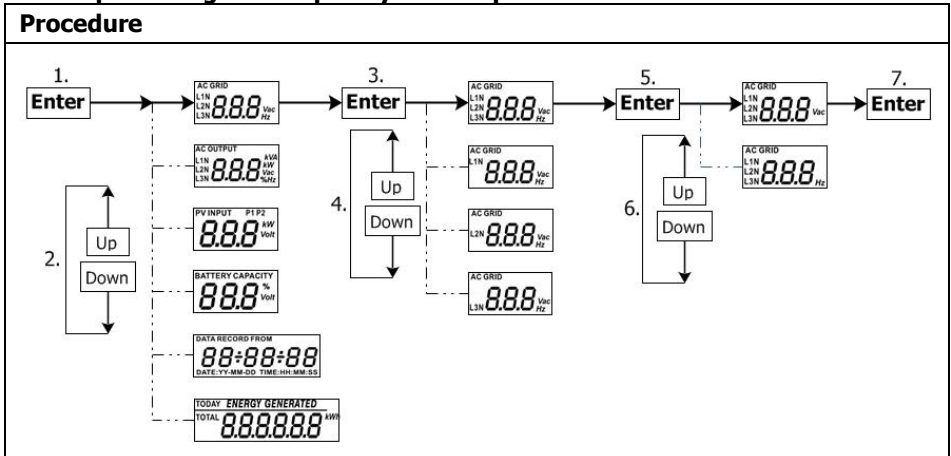 Procedure
1.
Enter
AC GRID
L1N
L2N
L3N
8.8.8
Vac
Hz
3.
Enter
AC GRID
L1N
L2N
L3N
8.8.8
Vac
Hz
5.
Enter
AC GRID
L1N
L2N
L3N
8.8.8
Vac
7.
Enter
AC OUTPUT
L1N
L2N
L3N
8.8.8
kVA
kW
Vac
%Hz
AC GRID
L1N
8.8.8
Vac
Hz
AC GRID
L1N
L2N
L3N
8.8.8
Hz
2.
Up
Down
PV INPUT P1 P2
8.8.8
kW
Volt
4.
Up
Down
AC GRID
L2N
8.8.8
Vac
Hz
6.
Up
Down
BATTERY CAPACITY
88.8
%
Volt
AC GRID
L3N
8.8.8
Vac
Hz
DATA RECORD FROM
88:88:88
DATE:YY-MM-DD TIME:HH:MM:SS
TODAY ENERGY GENERATED
TOTAL 8.8.8.8.8.8 kWh